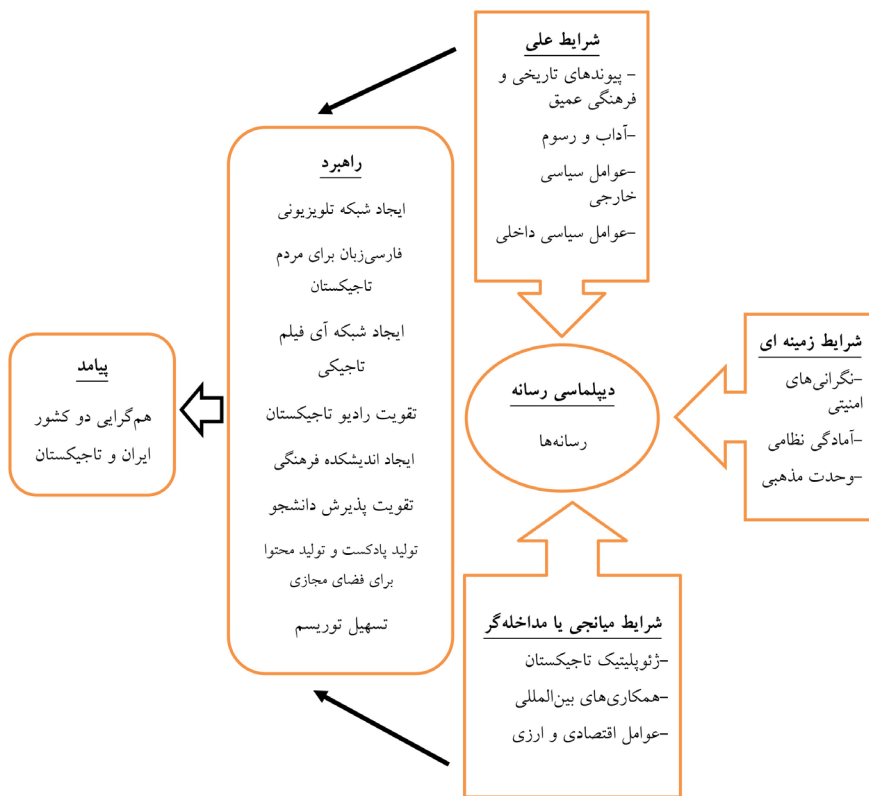 شرایط علی
- پیوندهای تاریخی و
فرهنگی عمیق
-آداب و رسوم
-عوامل سیاسی
خارجی
-عوامل سیاسی داخلی
شرایط زمینه ای
-نگرانی‌های
امنیتی
-آمادگی نظامی
-وحدت مذهبی
دیپلماسی رسانه
رسانه‌ها
شرایط میانجی یا مداخله‌گر
-ژئوپلیتیک تاجیکستان
-همکاری‌های بین‌المللی
-عوامل اقتصادی و ارزی
راهبرد
ایجاد شبکه تلویزیونی
فارسی‌زبان برای مردم
تاجیکستان
ایجاد شبکه آی فیلم
تاجیکی
تقویت رادیو تاجیکستان
ایجاد اندیشکده فرهنگی
تقویت پذیرش دانشجو
تولید پادکست و تولید محتوا
برای فضای مجازی
تسهیل توریسم
پیامد
هم‌گرایی دو کشور
ایران و تاجیکستان